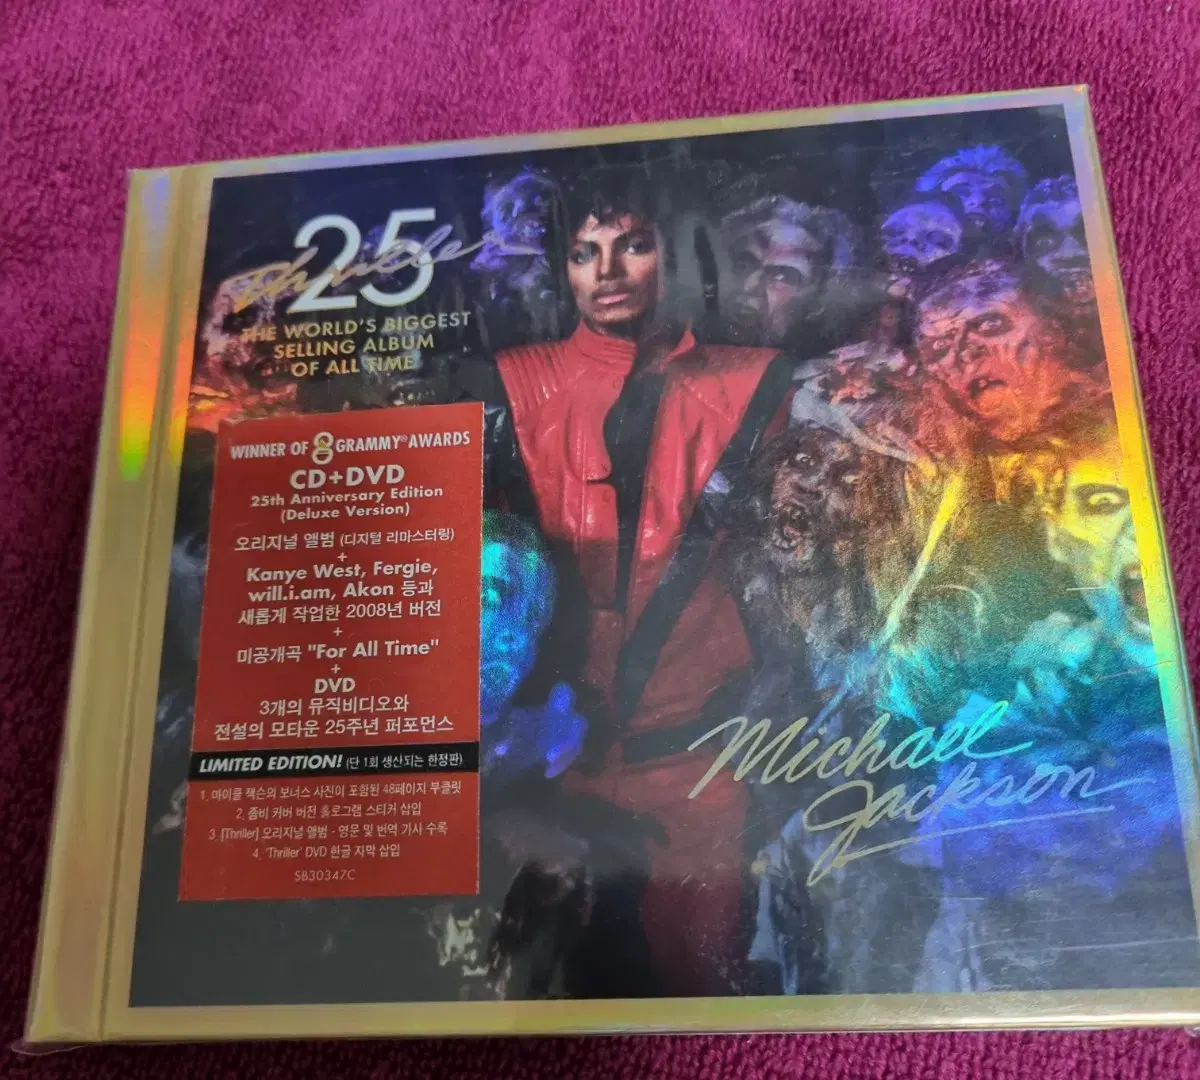 25
Thriller
THE WORLD'S BIGGEST
SELLING ALBUM
OF ALL TIME
WINNER OF 8 GRAMMY® AWARDS
CD+DVD
25th Anniversary Edition
(Deluxe Version)
오리지널 앨범 (디지털 리마스터링)
+
Kanye West, Fergie,
will.i.am, Akon 등과
새롭게 작업한 2008년 버전
+
미공개곡 "For All Time"
+
DVD
3개의 뮤직비디오와
전설의 모타운 25주년 퍼포먼스
LIMITED EDITION! (단 1회 생산되는 한정판)
1. 마이클 잭슨의 보너스 사진이 포함된 48페이지 부클릿
2. 좀비 커버 버전 홀로그램 스티커 삽입
3. [Thriller] 오리지널 앨범 - 영문 및 번역 가사 수록
4. 'Thriller' DVD 한글 자막 삽입
SB30347C
Michael
Jackson